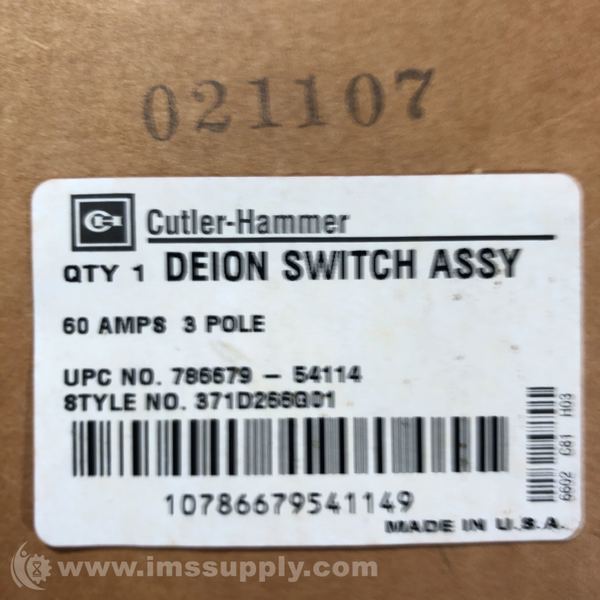 021107
Cutler-Hammer
QTY 1 DEION SWITCH ASSY
60 AMPS 3 POLE
UPC NO. 786679 - 54114
STYLE NO. 371D266G01
10786679541149
MADE IN U.S.A.
6602 C81 H03
© www.imssupply.com